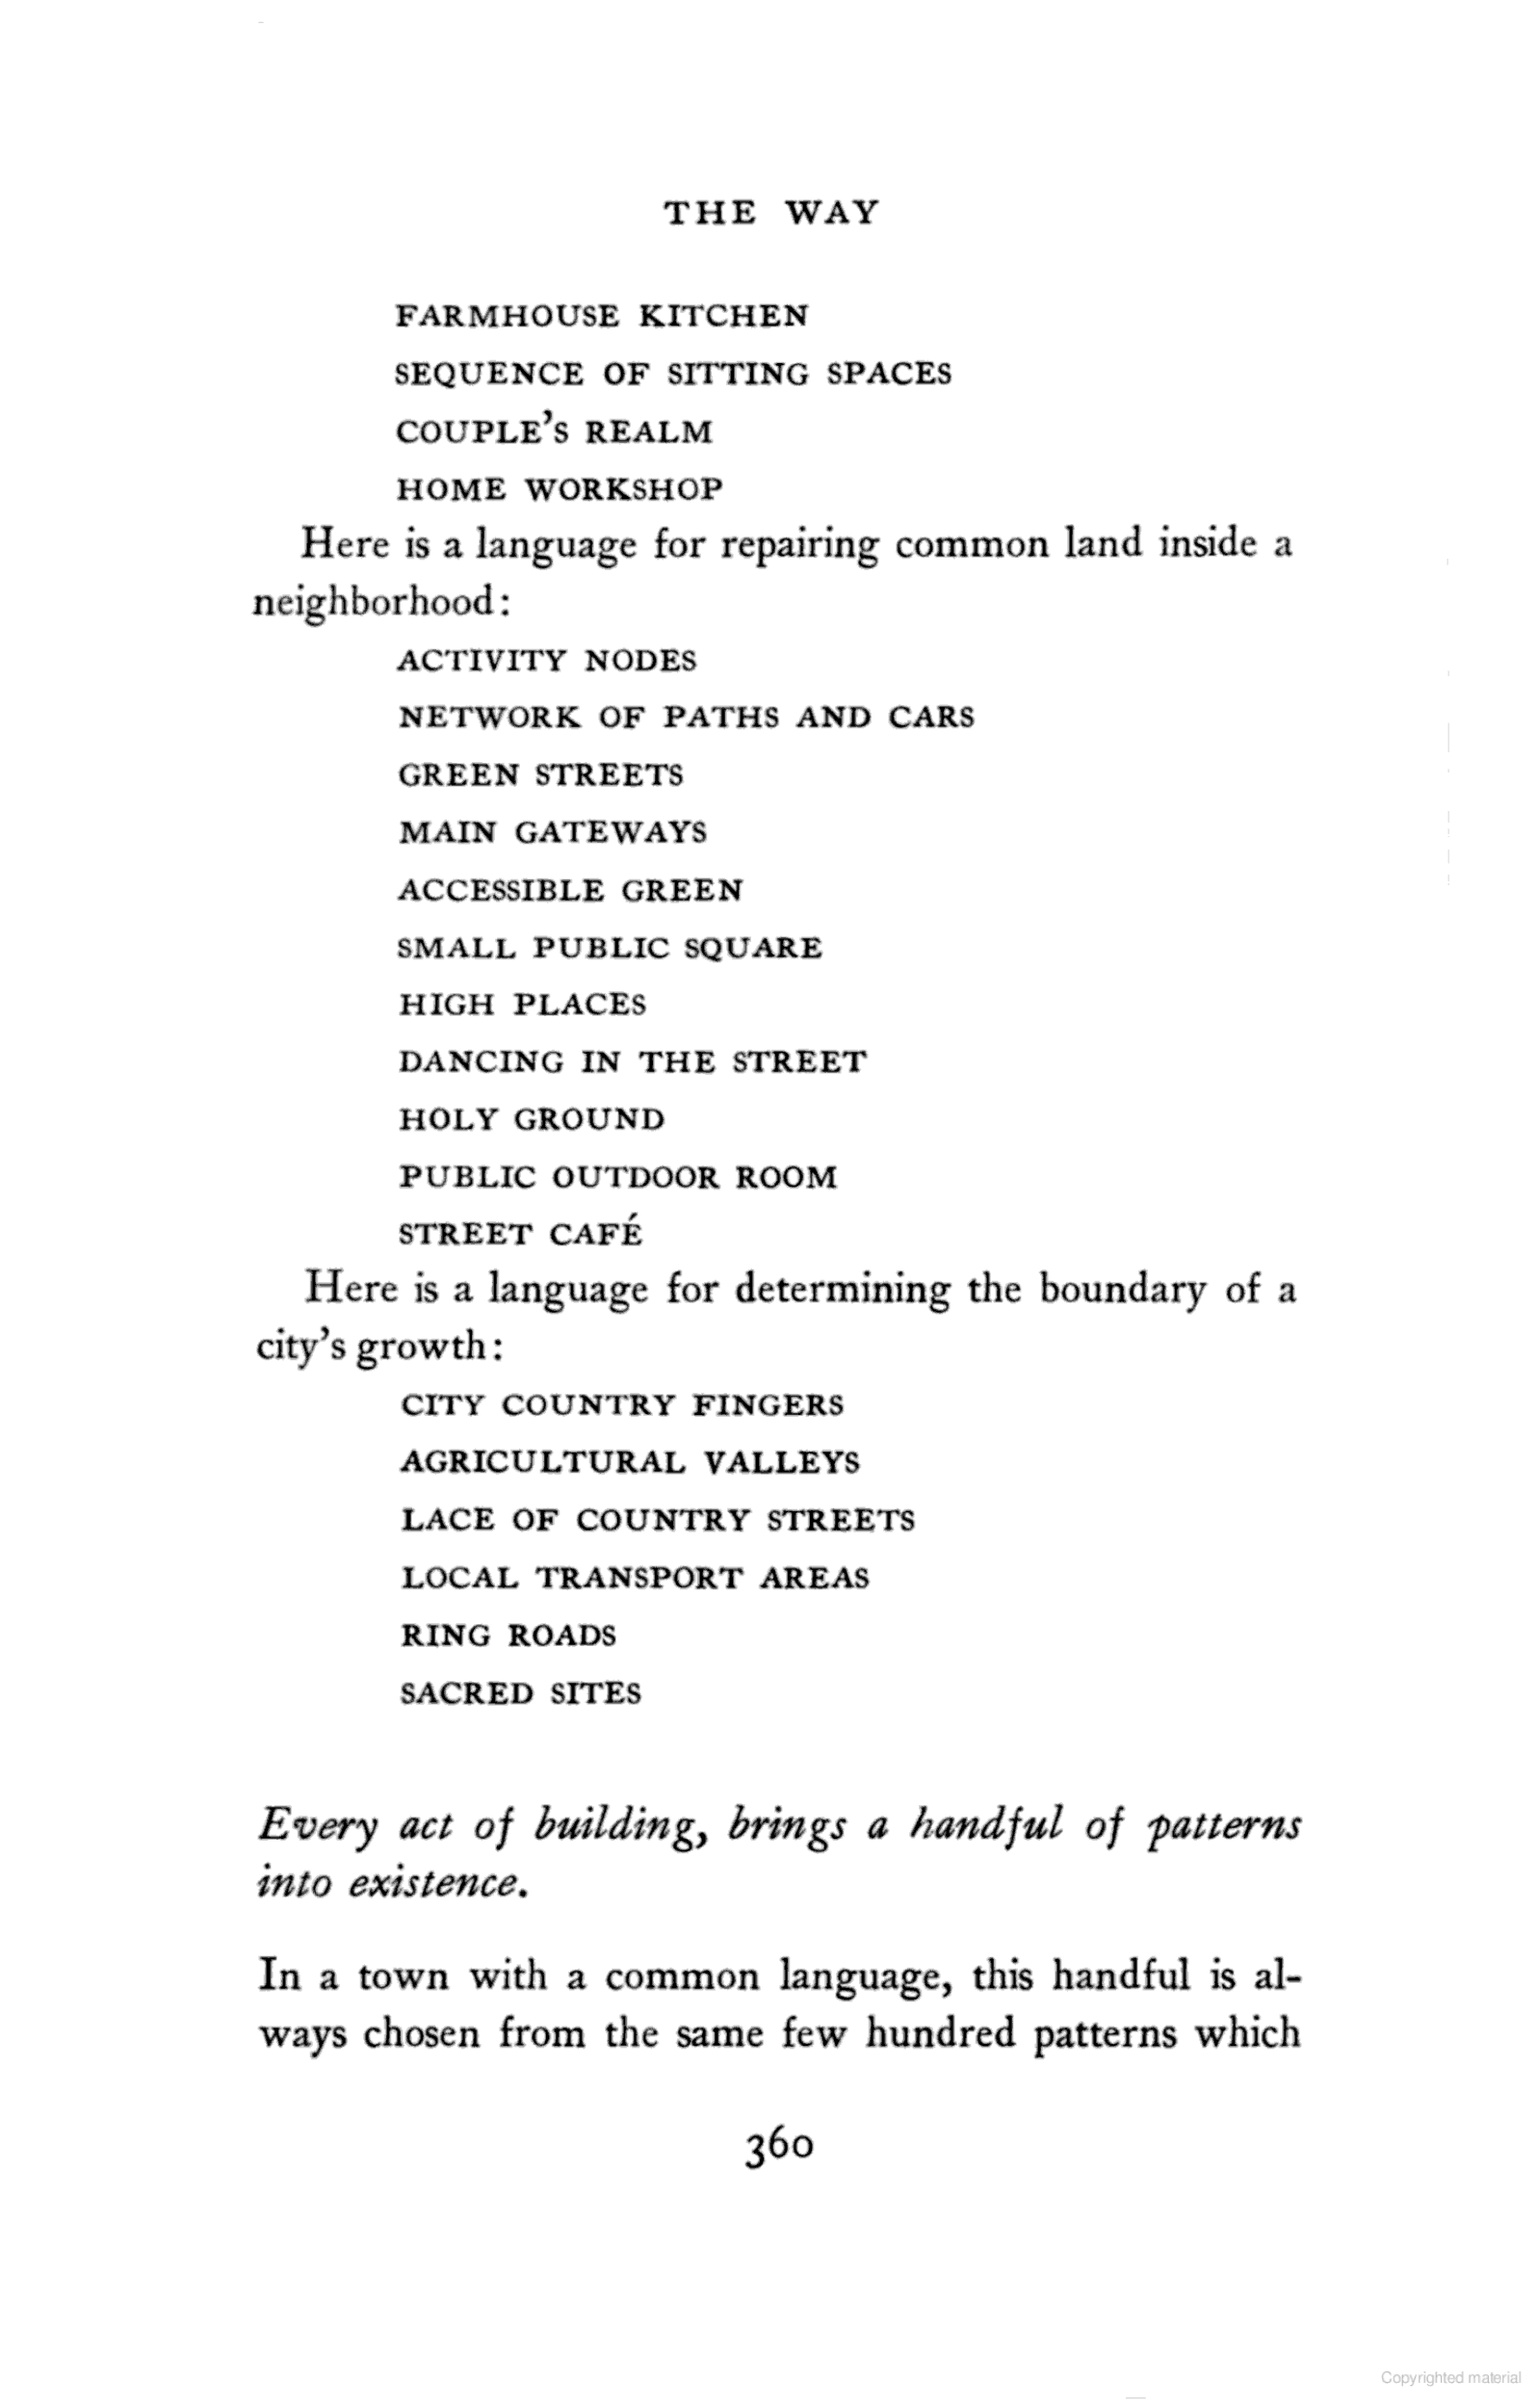 THE WAY
FARMHOUSE KITCHEN
SEQUENCE OF SITTING SPACES
COUPLE'S REALM
HOME WORKSHOP
Here is a language for repairing common land inside a
neighborhood:
ACTIVITY NODES
NETWORK OF PATHS AND CARS
GREEN STREETS
MAIN GATEWAYS
ACCESSIBLE GREEN
SMALL PUBLIC SQUARE
HIGH PLACES
DANCING IN THE STREET
HOLY GROUND
PUBLIC OUTDOOR ROOM
STREET CAFÉ
Here is a language for determining the boundary of a
city's growth:
CITY COUNTRY FINGERS
AGRICULTURAL VALLEYS
LACE OF COUNTRY STREETS
LOCAL TRANSPORT AREAS
RING ROADS
SACRED SITES
Every act of building, brings a handful of patterns
into existence.
In a town with a common language, this handful is al-
ways chosen from the same few hundred patterns which
360
Copyrighted material